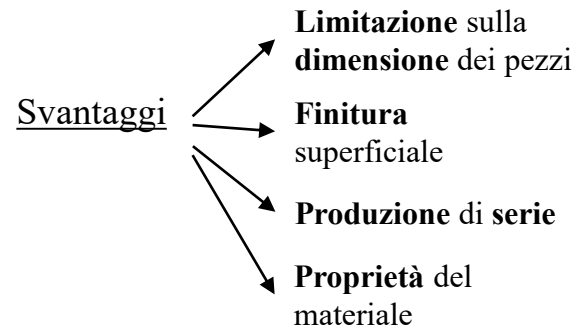 Svantaggi
Limitazione sulla
dimensione dei pezzi
Finitura
superficiale
Produzione di serie
Proprietà del
materiale